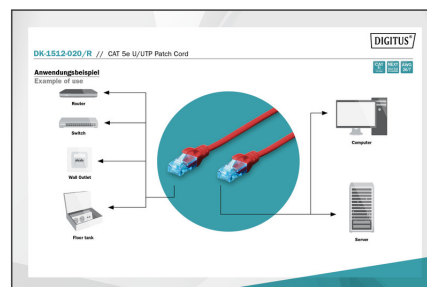 DIGITUS®
DK-1512-020/R // CAT 5e U/UTP Patch Cord
Anwendungsbeispiel
Example of use
Router
Switch
Wall Outlet
Floor tank
Computer
Server